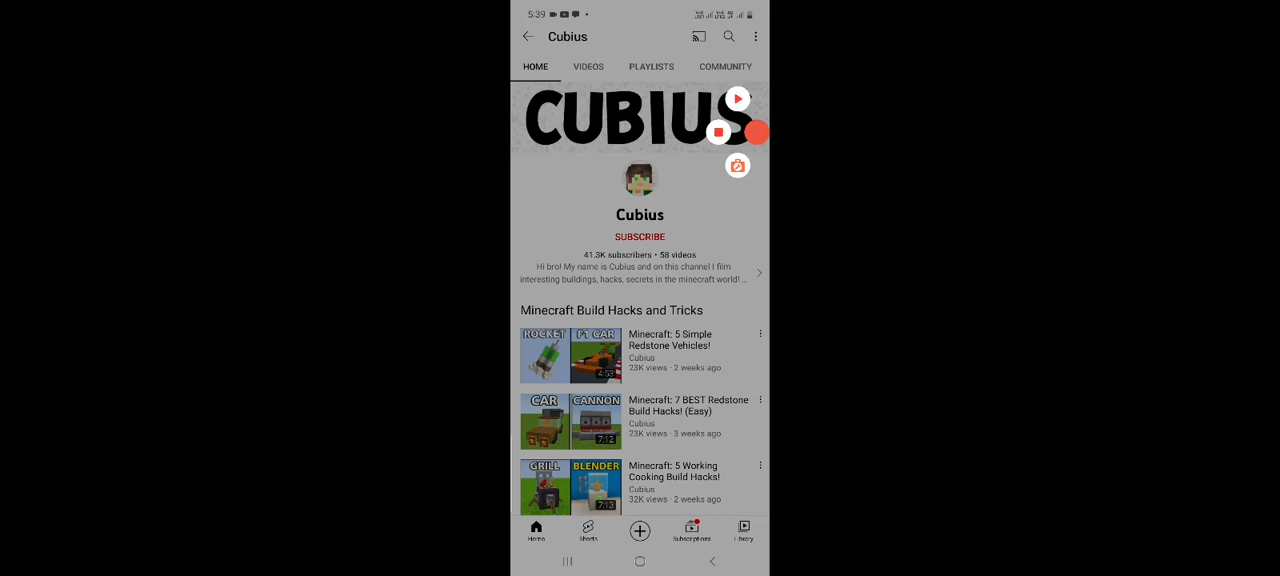 5:39
Cubius
HOME VIDEOS PLAYLISTS COMMUNITY
CUBIUS
Cubius
SUBSCRIBE
41.3K subscribers • 58 videos
Hi bro! My name is Cubius and on this channel I film
interesting buildings, hacks, secrets in the minecraft world! ...
Minecraft Build Hacks and Tricks
ROCKET F1 CAR
4:53
Minecraft: 5 Simple
Redstone Vehicles!
Cubius
23K views · 2 weeks ago
CAR CANNON
7:12
Minecraft: 7 BEST Redstone
Build Hacks! (Easy)
Cubius
23K views · 3 weeks ago
GRILL BLENDER
7:13
Minecraft: 5 Working
Cooking Build Hacks!
Cubius
32K views · 2 weeks ago
Home Shorts Subscriptions Library